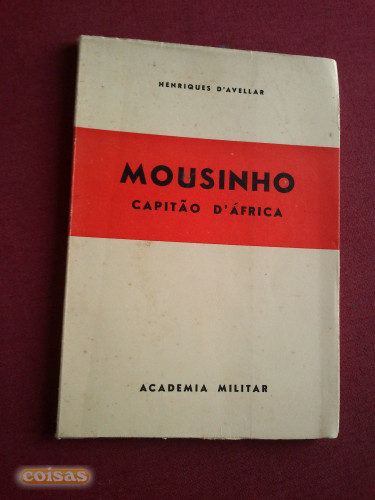 HENRIQUES D'AVELLAR
MOUSINHO
CAPITÃO D'ÁFRICA
ACADEMIA MILITAR
coisas